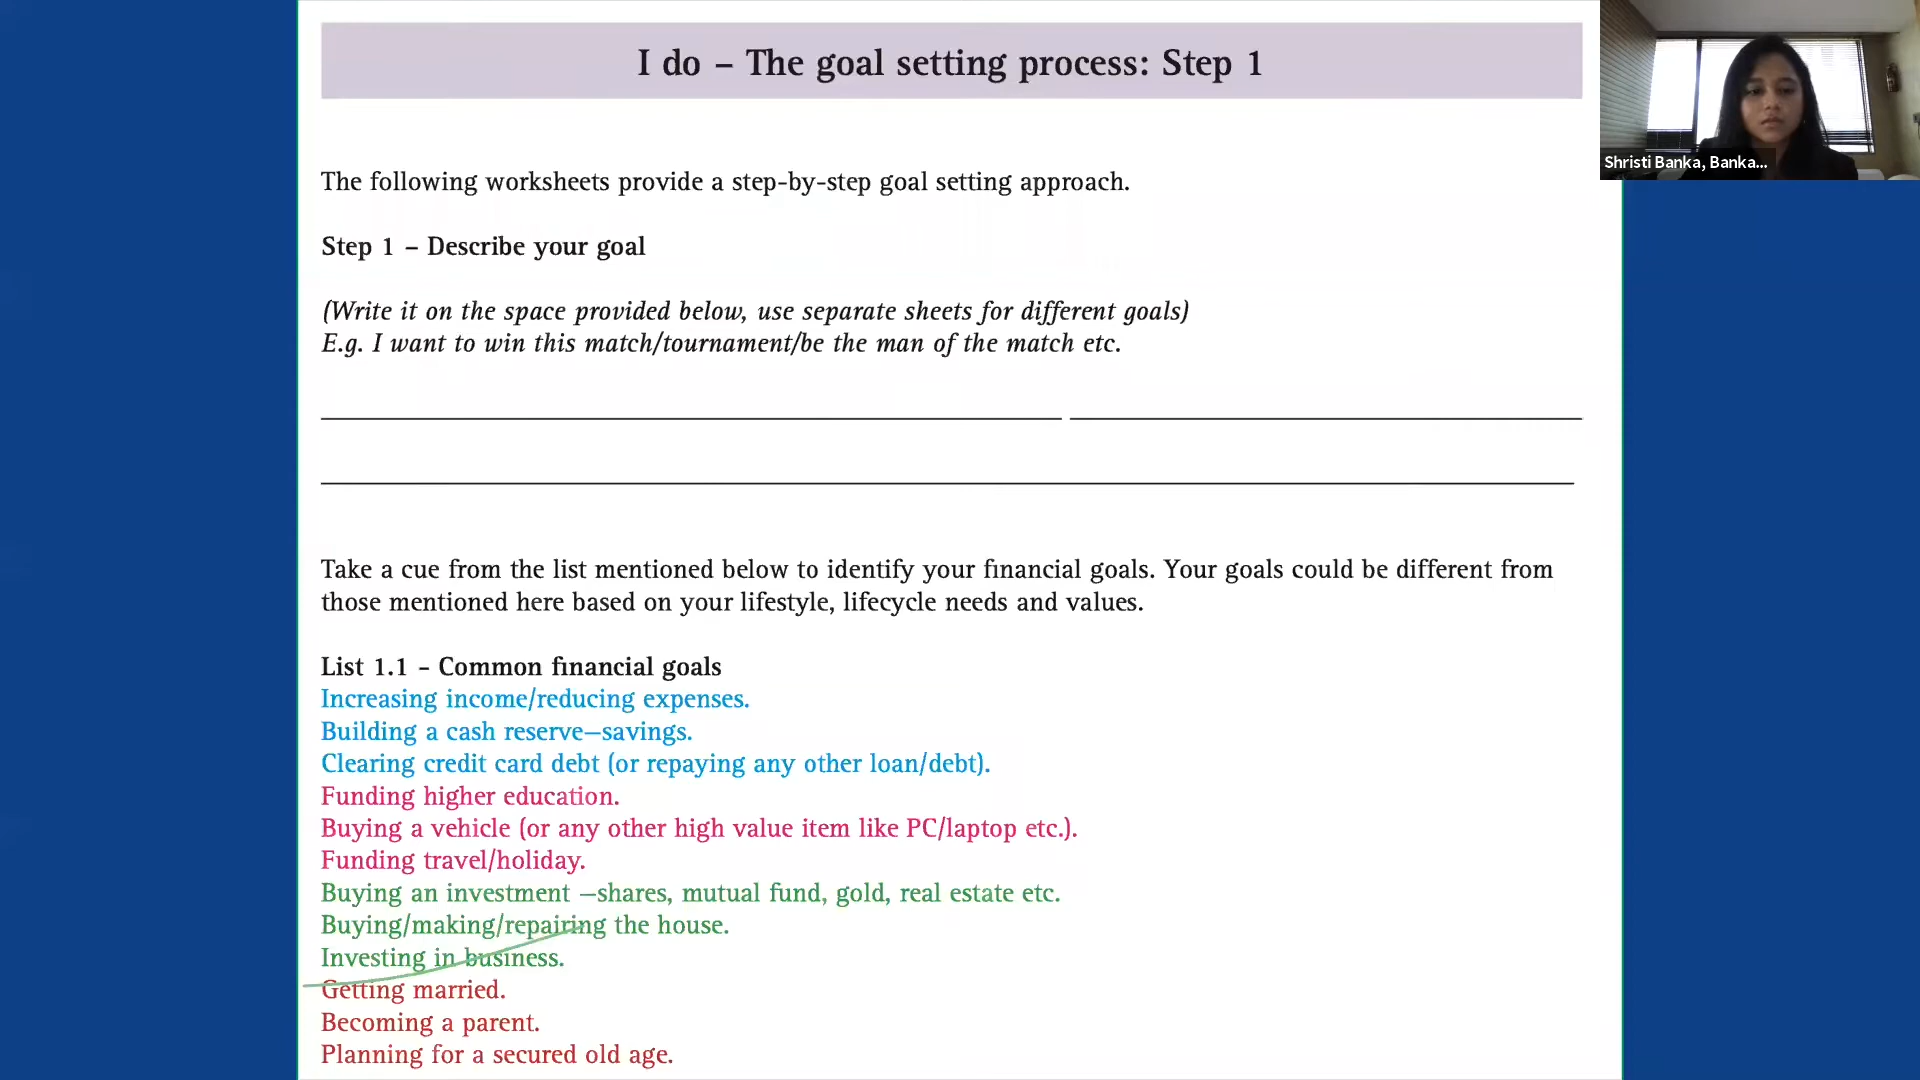 I do – The goal setting process: Step 1
Shristi Banka, Banka...
The following worksheets provide a step-by-step goal setting approach.
Step 1 – Describe your goal
(Write it on the space provided below, use separate sheets for different goals)
E.g. I want to win this match/tournament/be the man of the match etc.
Take a cue from the list mentioned below to identify your financial goals. Your goals could be different from
those mentioned here based on your lifestyle, lifecycle needs and values.
List 1.1 - Common financial goals
Increasing income/reducing expenses.
Building a cash reserve—savings.
Clearing credit card debt (or repaying any other loan/debt).
Funding higher education.
Buying a vehicle (or any other high value item like PC/laptop etc.).
Funding travel/holiday.
Buying an investment —shares, mutual fund, gold, real estate etc.
Buying/making/repairing the house.
Investing in business.
Getting married.
Becoming a parent.
Planning for a secured old age.